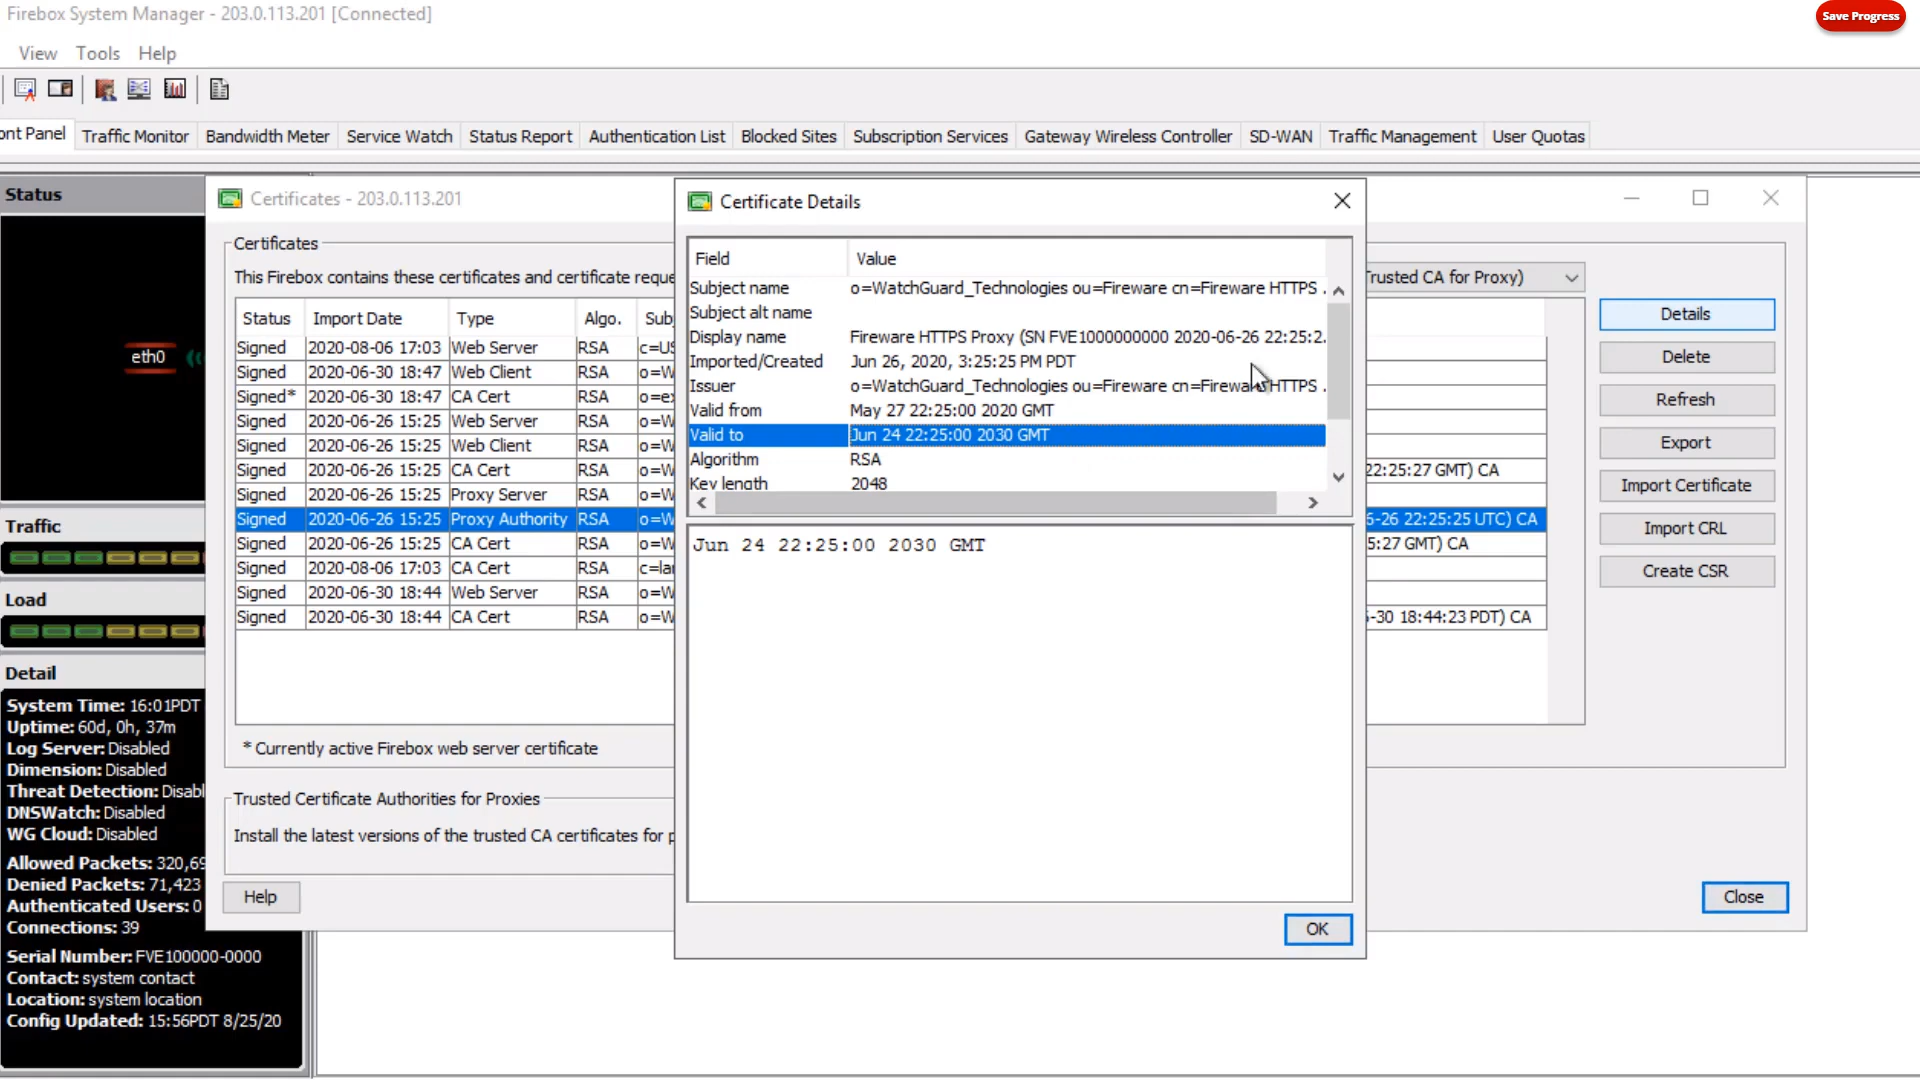 Firebox System Manager - 203.0.113.201 [Connected]
Save Progress
View Tools Help
ont Panel Traffic Monitor Bandwidth Meter Service Watch Status Report Authentication List Blocked Sites Subscription Services Gateway Wireless Controller SD-WAN Traffic Management User Quotas
Status
eth0
Traffic
Load
Detail
System Time: 16:01PDT
Uptime: 60d, 0h, 37m
Log Server: Disabled
Dimension: Disabled
Threat Detection: Disabl
DNSWatch: Disabled
WG Cloud: Disabled
Allowed Packets: 320,69
Denied Packets: 71,423
Authenticated Users: 0
Connections: 39
Serial Number: FVE100000-0000
Contact: system contact
Location: system location
Config Updated: 15:56PDT 8/25/20
Certificates - 203.0.113.201
Certificates
This Firebox contains these certificates and certificate reque
Trusted CA for Proxy)
Status Import Date Type Algo. Sub
Signed 2020-08-06 17:03 Web Server RSA c=US
Signed 2020-06-30 18:47 Web Client RSA o=W
Signed* 2020-06-30 18:47 CA Cert RSA o=ex
Signed 2020-06-26 15:25 Web Server RSA o=W
Signed 2020-06-26 15:25 Web Client RSA o=W
Signed 2020-06-26 15:25 CA Cert RSA o=W 22:25:27 GMT) CA
Signed 2020-06-26 15:25 Proxy Server RSA o=W
Signed 2020-06-26 15:25 Proxy Authority RSA o=W 6-26 22:25:25 UTC) CA
Signed 2020-06-26 15:25 CA Cert RSA o=W 5:27 GMT) CA
Signed 2020-08-06 17:03 CA Cert RSA c=lan
Signed 2020-06-30 18:44 Web Server RSA o=W
Signed 2020-06-30 18:44 CA Cert RSA o=W 6-30 18:44:23 PDT) CA
* Currently active Firebox web server certificate
Trusted Certificate Authorities for Proxies
Install the latest versions of the trusted CA certificates for p
Help
Details
Delete
Refresh
Export
Import Certificate
Import CRL
Create CSR
Close
Certificate Details
Field Value
Subject name o=WatchGuard_Technologies ou=Fireware cn=Fireware HTTPS .
Subject alt name
Display name Fireware HTTPS Proxy (SN FVE1000000000 2020-06-26 22:25:2.
Imported/Created Jun 26, 2020, 3:25:25 PM PDT
Issuer o=WatchGuard_Technologies ou=Fireware cn=Fireware HTTPS .
Valid from May 27 22:25:00 2020 GMT
Valid to Jun 24 22:25:00 2030 GMT
Algorithm RSA
Key length 2048
Jun 24 22:25:00 2030 GMT
OK